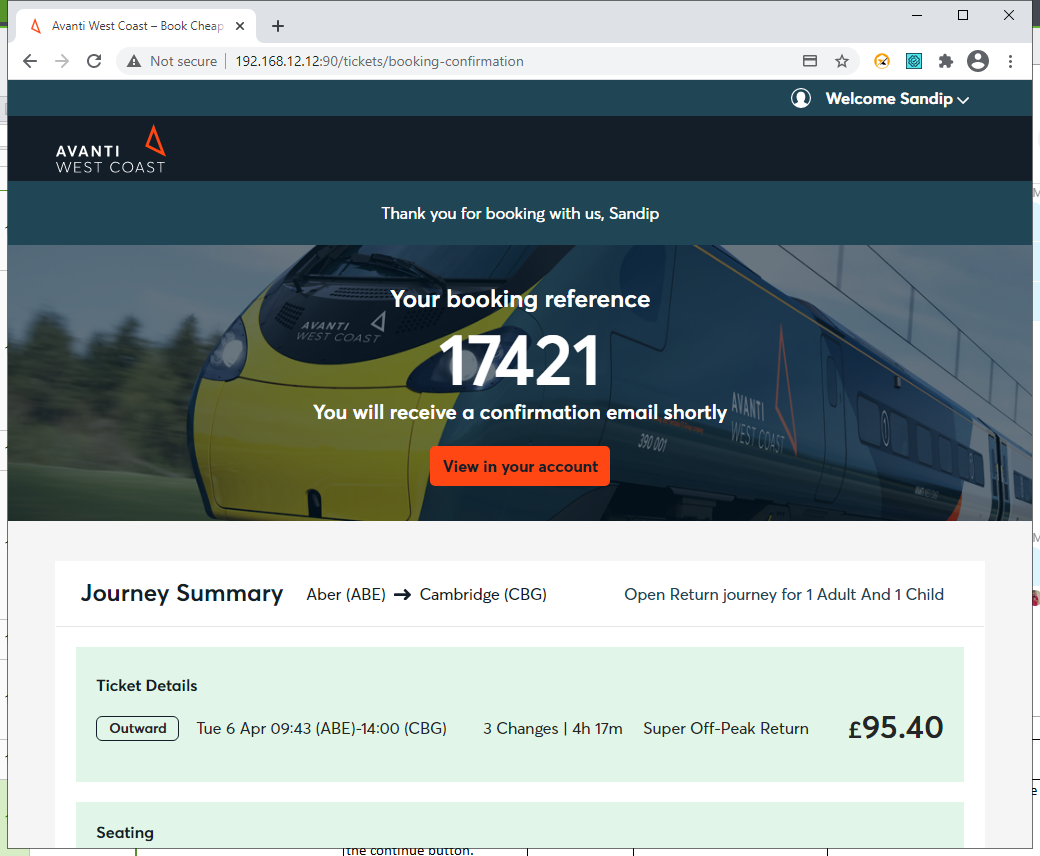 Avanti West Coast – Book Cheap
Not secure
192.168.12.12:90/tickets/booking-confirmation
Welcome Sandip
AVANTI
WEST COAST
Thank you for booking with us, Sandip
Your booking reference
AVANTI
WEST COAST
17421
You will receive a confirmation email shortly
AVANTI
WEST COAST
390 001
View in your account
Journey Summary
Aber (ABE) → Cambridge (CBG)
Open Return journey for 1 Adult And 1 Child
Ticket Details
Outward
Tue 6 Apr 09:43 (ABE)-14:00 (CBG)
3 Changes | 4h 17m
Super Off-Peak Return
£95.40
Seating
the continue button.